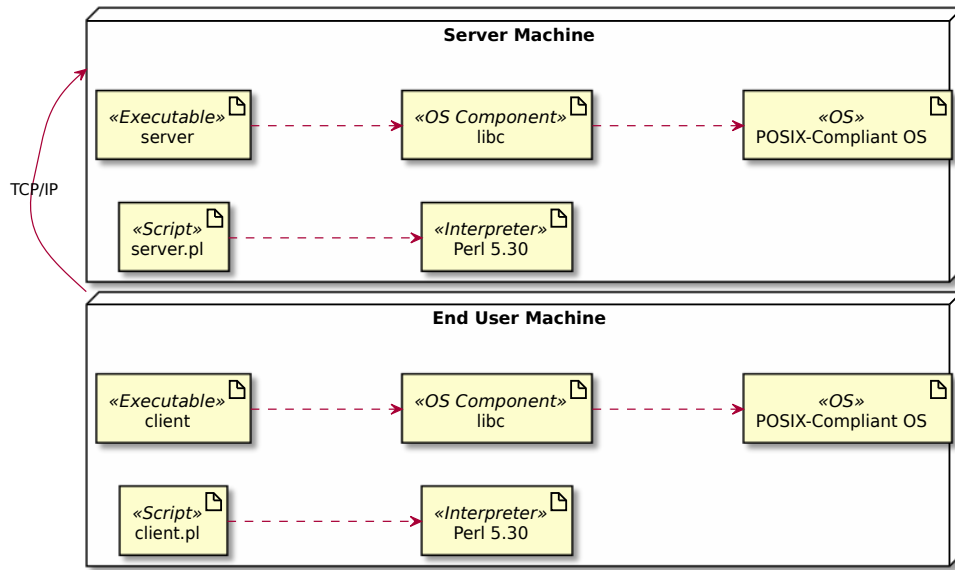 Server Machine
«Executable»
server
«OS Component»
libc
«OS»
POSIX-Compliant OS
TCP/IP
«Script»
server.pl
«Interpreter»
Perl 5.30
End User Machine
«Executable»
client
«OS Component»
libc
«OS»
POSIX-Compliant OS
«Script»
client.pl
«Interpreter»
Perl 5.30